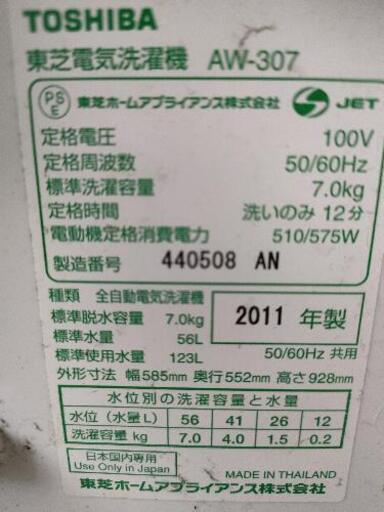 TOSHIBA
東芝電気洗濯機 AW-307
PS E 東芝ホームアプライアンス株式会社 JET
定格電圧 100V
定格周波数 50/60Hz
標準洗濯容量 7.0kg
定格時間 洗いのみ 12分
電動機定格消費電力 510/575W
製造番号 440508 AN
種類 全自動電気洗濯機
標準脱水容量 7.0kg
2011 年製
標準水量 56L
標準使用水量 123L
50/60Hz 共用
外形寸法 幅585mm 奥行552mm 高さ928mm
水位別の洗濯容量と水量
水位(水量L) 56 41 26 12
洗濯容量 kg 7.0 4.0 1.5 0.2
日本国内専用
Use Only in Japan
MADE IN THAILAND
東芝ホームアプライアンス株式会社